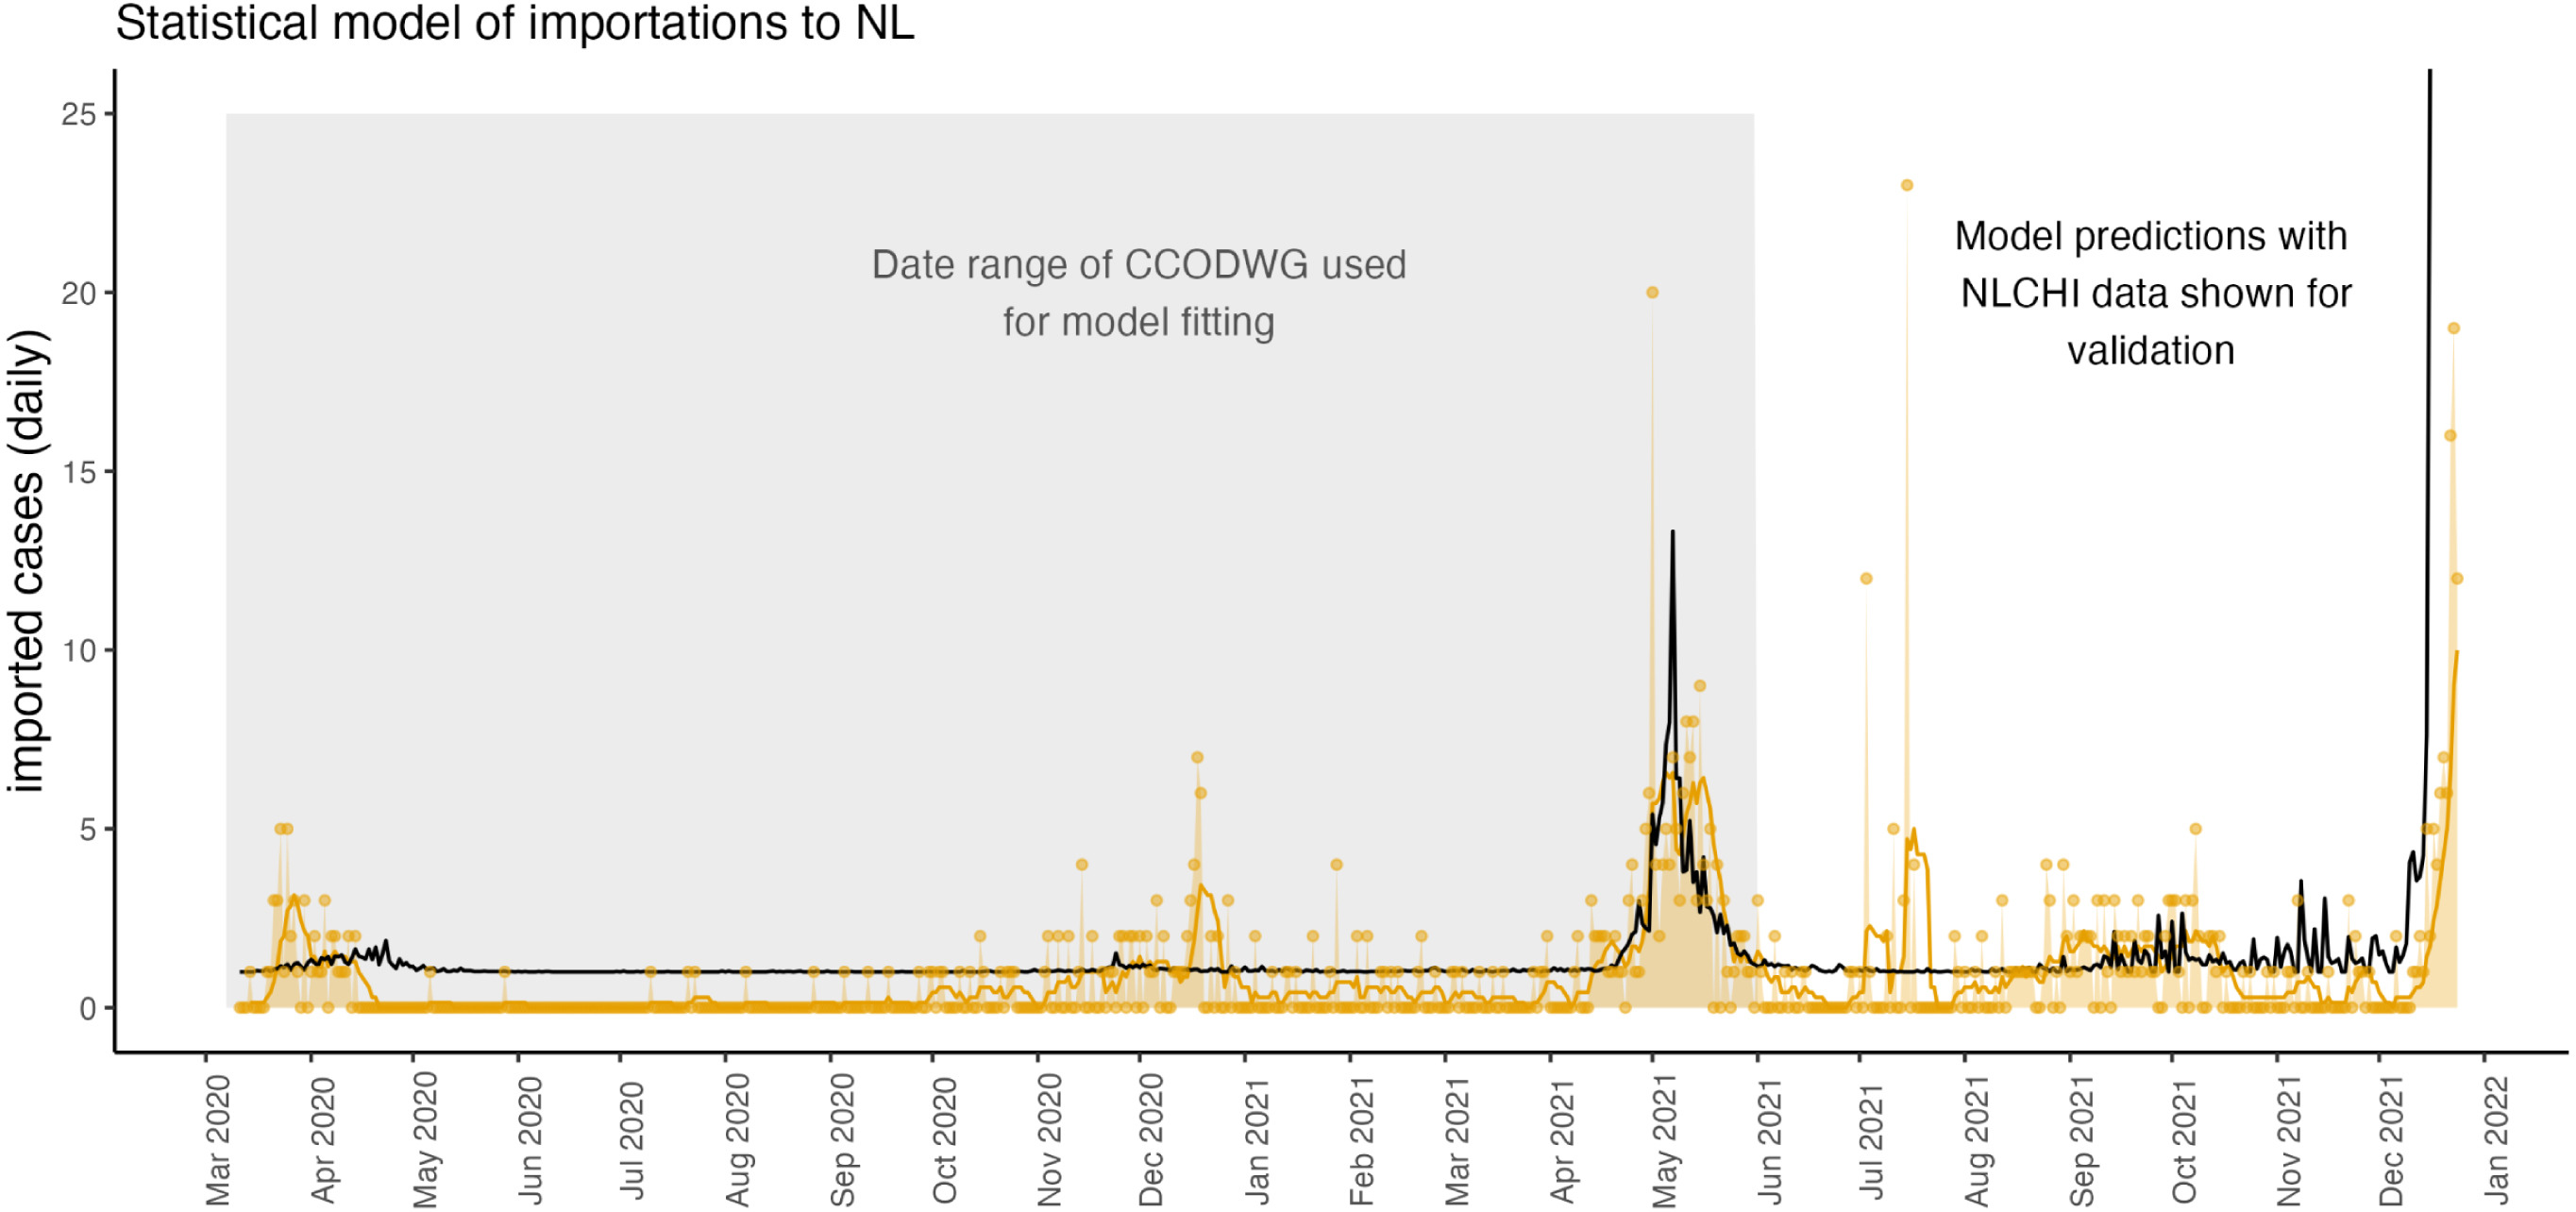 Statistical model of importations to NL
imported cases (daily)
25
20
15
10
5
0
Date range of CCODWG used
for model fitting
Model predictions with
NLCHI data shown for
validation
Mar 2020
Apr 2020
May 2020
Jun 2020
Jul 2020
Aug 2020
Sep 2020
Oct 2020
Nov 2020
Dec 2020
Jan 2021
Feb 2021
Mar 2021
Apr 2021
May 2021
Jun 2021
Jul 2021
Aug 2021
Sep 2021
Oct 2021
Nov 2021
Dec 2021
Jan 2022